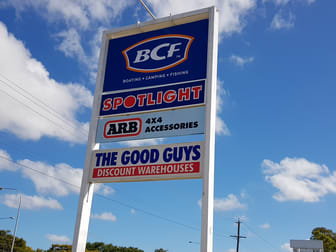 BCF
BOATING • CAMPING • FISHING
SPOTLIGHT
ARB 4X4
ACCESSORIES
THE GOOD GUYS
DISCOUNT WAREHOUSES